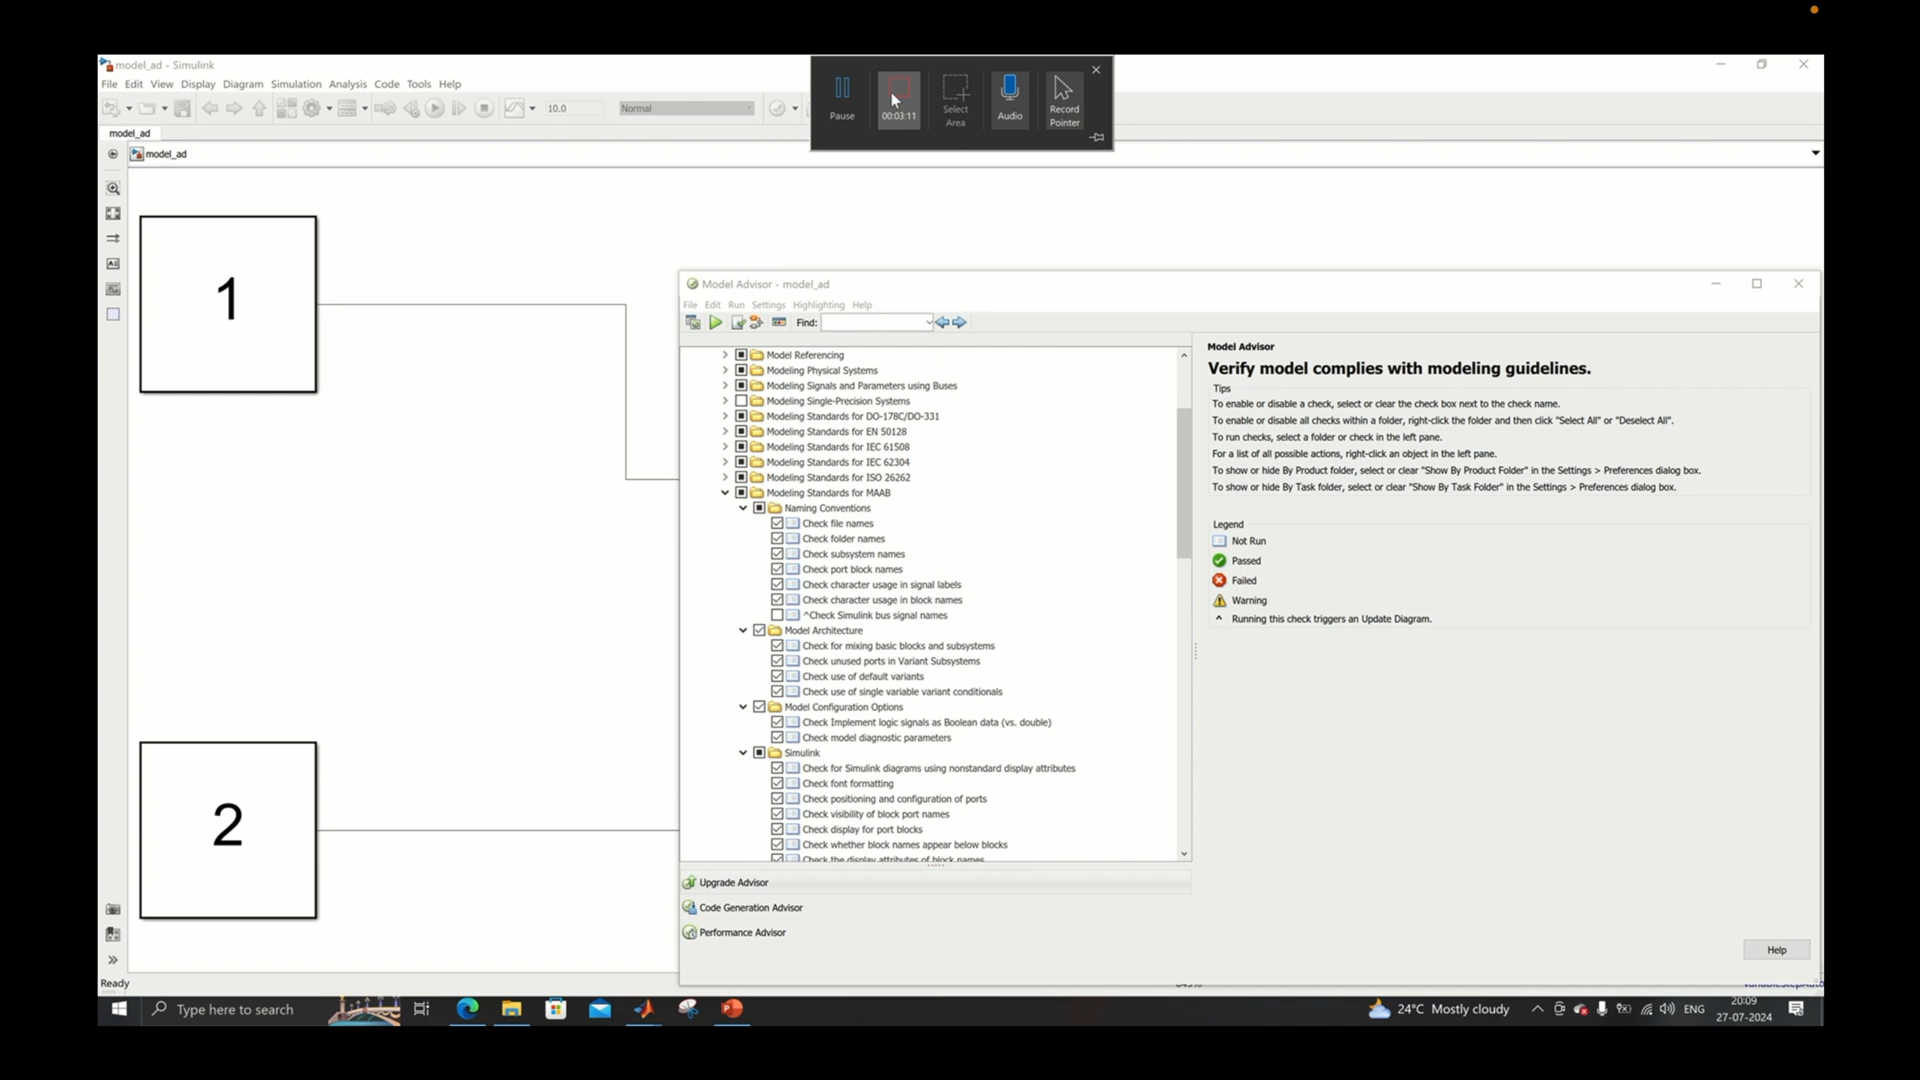 model_ad - Simulink
File Edit View Display Diagram Simulation Analysis Code Tools Help
10.0 Normal
Pause
00:03:11
Select Area
Audio
Record Pointer
model_ad
model_ad
1
2
Model Advisor - model_ad
File Edit Run Settings Highlighting Help
Find:
Model Referencing
Modeling Physical Systems
Modeling Signals and Parameters using Buses
Modeling Single-Precision Systems
Modeling Standards for DO-178C/DO-331
Modeling Standards for EN 50128
Modeling Standards for IEC 61508
Modeling Standards for IEC 62304
Modeling Standards for ISO 26262
Modeling Standards for MAAB
Naming Conventions
Check file names
Check folder names
Check subsystem names
Check port block names
Check character usage in signal labels
Check character usage in block names
^Check Simulink bus signal names
Model Architecture
Check for mixing basic blocks and subsystems
Check unused ports in Variant Subsystems
Check use of default variants
Check use of single variable variant conditionals
Model Configuration Options
Check Implement logic signals as Boolean data (vs. double)
Check model diagnostic parameters
Simulink
Check for Simulink diagrams using nonstandard display attributes
Check font formatting
Check positioning and configuration of ports
Check visibility of block port names
Check display for port blocks
Check whether block names appear below blocks
Check the display attributes of block names
Upgrade Advisor
Code Generation Advisor
Performance Advisor
Model Advisor
Verify model complies with modeling guidelines.
Tips
To enable or disable a check, select or clear the check box next to the check name.
To enable or disable all checks within a folder, right-click the folder and then click "Select All" or "Deselect All".
To run checks, select a folder or check in the left pane.
For a list of all possible actions, right-click an object in the left pane.
To show or hide By Product folder, select or clear "Show By Product Folder" in the Settings > Preferences dialog box.
To show or hide By Task folder, select or clear "Show By Task Folder" in the Settings > Preferences dialog box.
Legend
Not Run
Passed
Failed
Warning
^ Running this check triggers an Update Diagram.
Help
Ready
Type here to search
24°C Mostly cloudy
ENG
20:09
27-07-2024